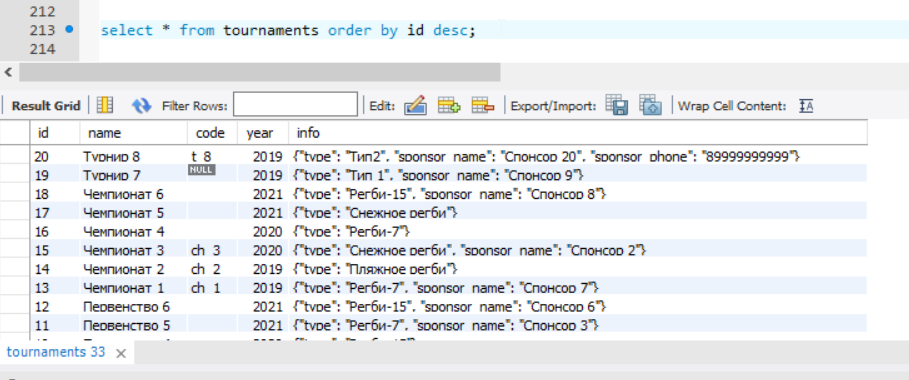 212
213 select * from tournaments order by id desc;
214
Result Grid Filter Rows: Edit: Export/Import: Wrap Cell Content:
id name code year info
20 Турнир 8 t_8 2019 {"type": "Тип2", "sponsor_name": "Спонсор 20", "sponsor_phone": "89999999999"}
19 Турнир 7 NULL 2019 {"type": "Тип 1", "sponsor_name": "Спонсор 9"}
18 Чемпионат 6 2021 {"type": "Регби-15", "sponsor_name": "Спонсор 8"}
17 Чемпионат 5 2021 {"type": "Снежное регби"}
16 Чемпионат 4 2020 {"type": "Регби-7"}
15 Чемпионат 3 ch_3 2020 {"type": "Снежное регби", "sponsor_name": "Спонсор 2"}
14 Чемпионат 2 ch_2 2019 {"type": "Пляжное регби"}
13 Чемпионат 1 ch_1 2019 {"type": "Регби-7", "sponsor_name": "Спонсор 7"}
12 Первенство 6 2021 {"type": "Регби-15", "sponsor_name": "Спонсор 6"}
11 Первенство 5 2021 {"type": "Регби-7", "sponsor_name": "Спонсор 3"}
tournaments 33